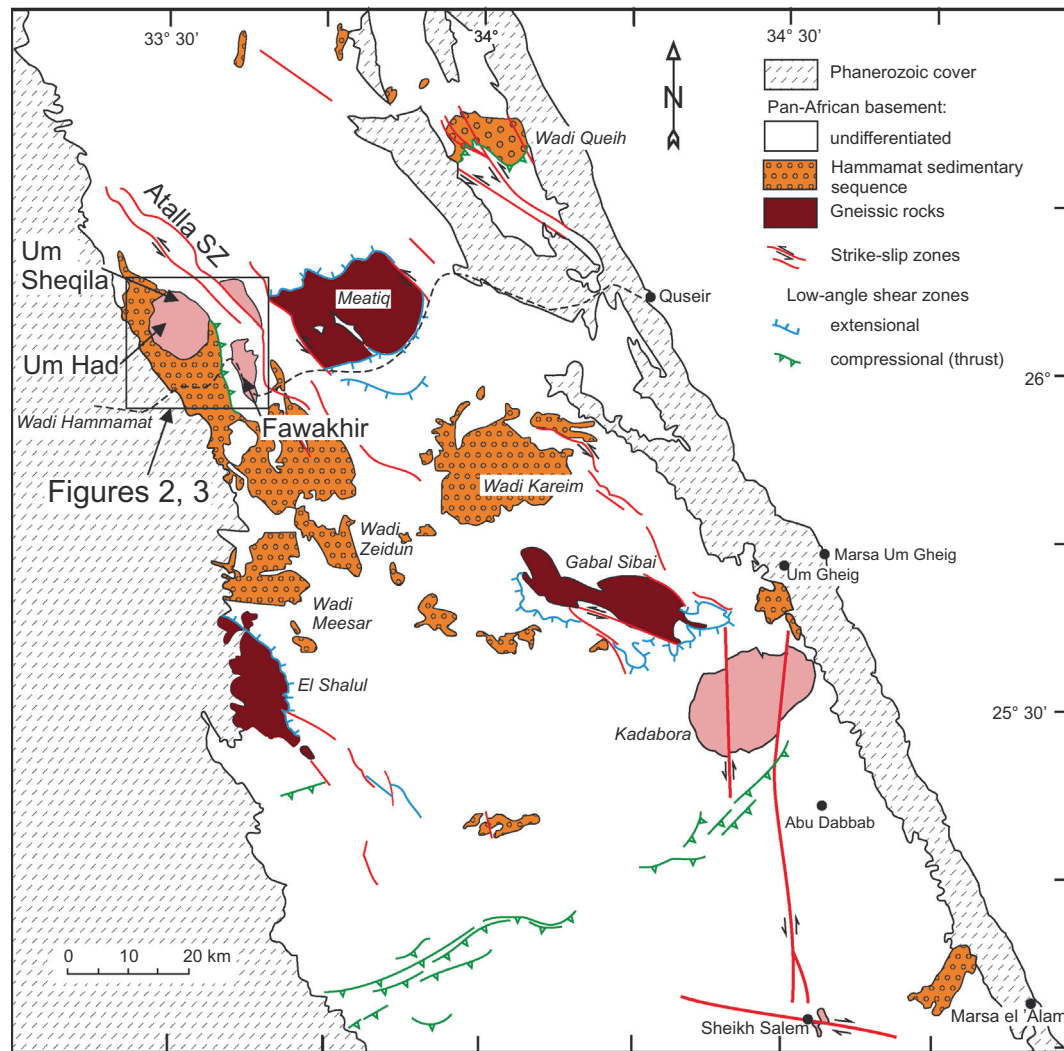 33° 30’
34°
34° 30’
N
Phanerozoic cover
Pan-African basement:
undifferentiated
Hammamat sedimentary
sequence
Gneissic rocks
Strike-slip zones
Low-angle shear zones
extensional
compressional (thrust)
Wadi Queih
Atalla SZ
Um
Sheqila
Meatiq
Quseir
Um Had
26°
Wadi Hammamat
Fawakhir
Figures 2, 3
Wadi Kareim
Wadi
Zeidun
Gabal Sibai
Marsa Um Gheig
Um Gheig
Wadi
Meesar
El Shalul
25° 30’
Kadabora
Abu Dabbab
0 10 20 km
Sheikh Salem
Marsa el ’Alam